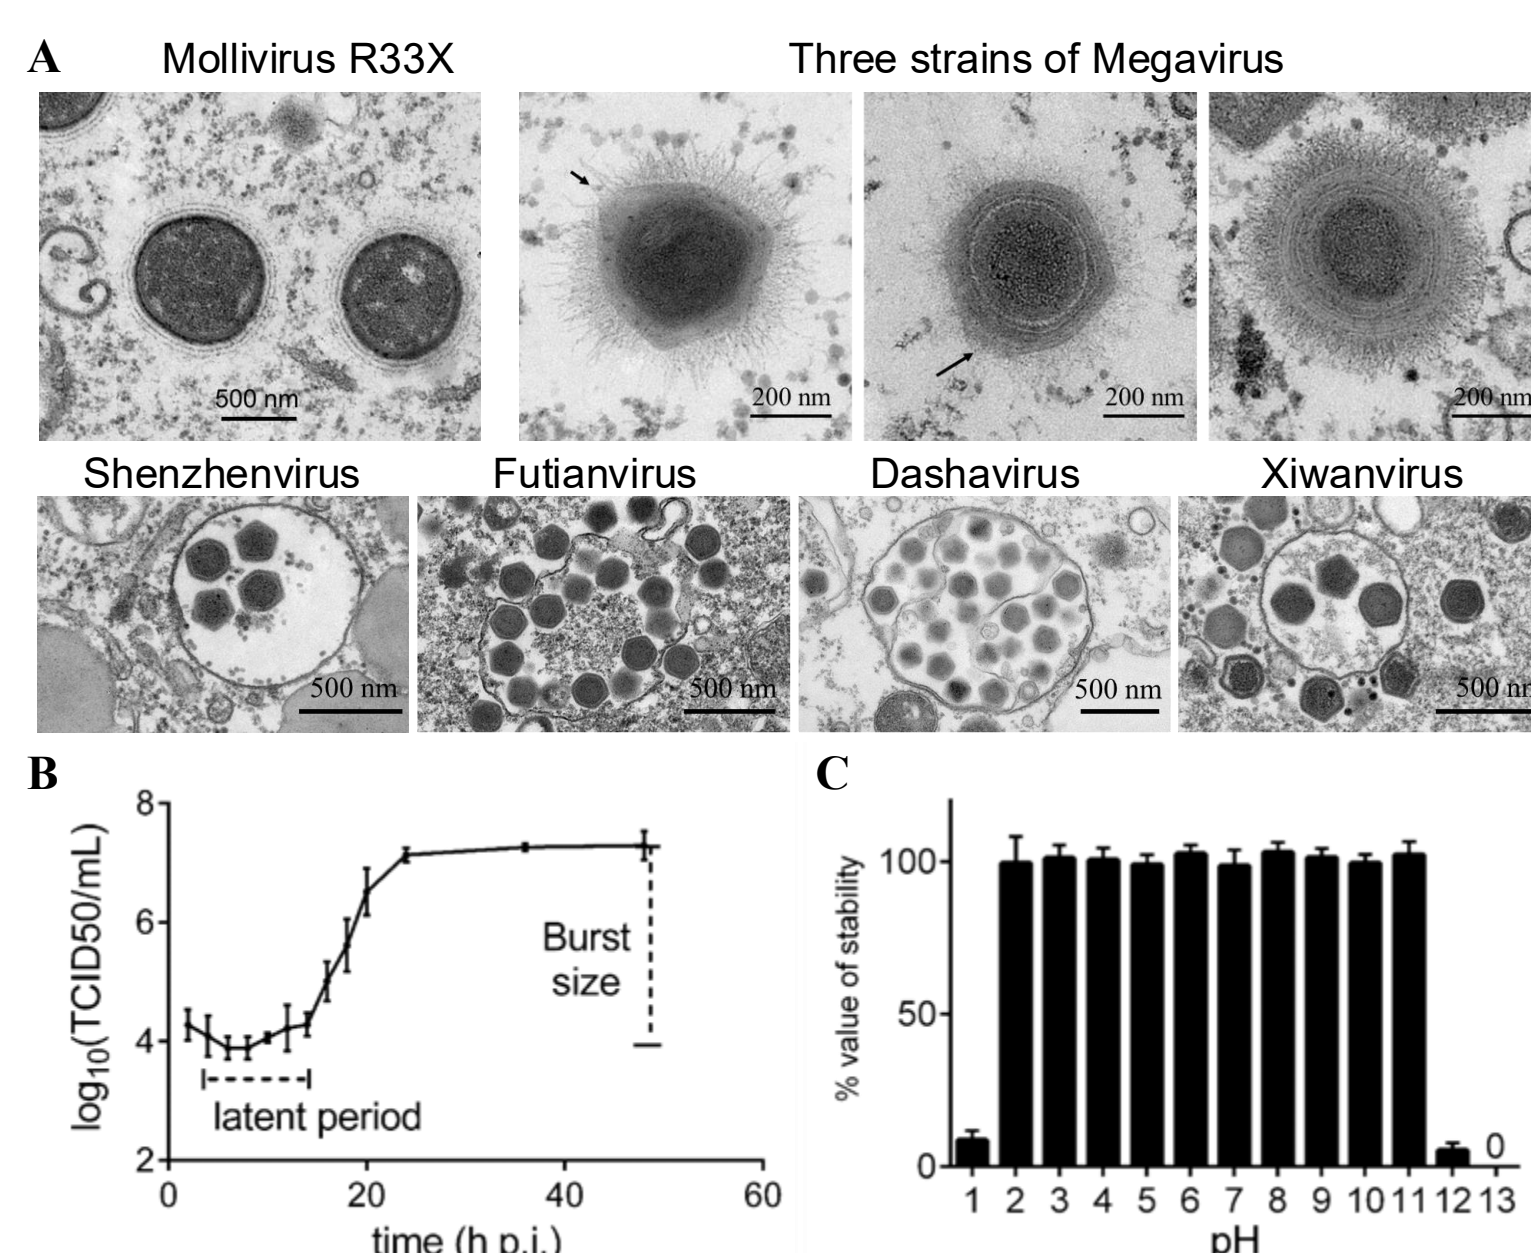 A
Mollivirus R33X
Three strains of Megavirus
500 nm
200 nm
200 nm
200 nm
Shenzhenvirus
Futianvirus
Dashavirus
Xiwanvirus
500 nm
500 nm
500 nm
500 nm
B
8
6
4
2
log10(TCID50/mL)
Burst
size
latent period
0
20
40
60
time (h p.i.)
C
100
50
0
% value of stability
0
1 2 3 4 5 6 7 8 9 10 11 12 13
pH